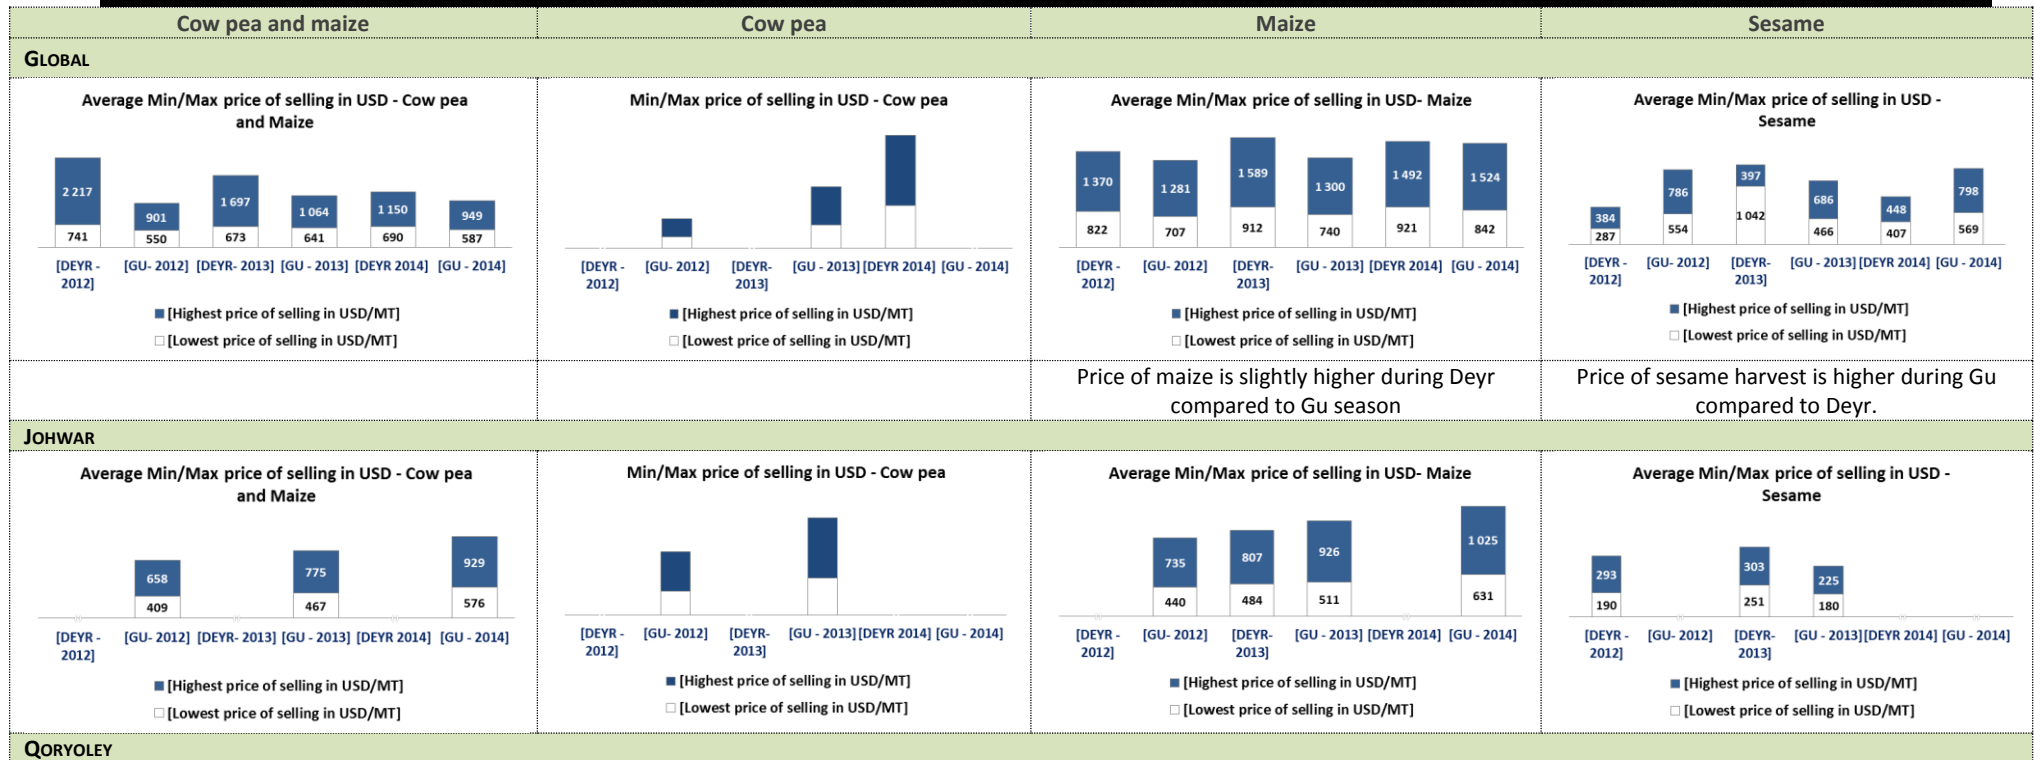 Cow pea and maize
Cow pea
Maize
Sesame
GLOBAL
Average Min/Max price of selling in USD - Cow pea
and Maize
2 217
901
1 697
1 064
1 150
949
741
550
673
641
690
587
[DEYR -
2012]
[GU- 2012]
[DEYR- 2013]
[GU - 2013]
[DEYR 2014]
[GU - 2014]
[Highest price of selling in USD/MT]
[Lowest price of selling in USD/MT]
Min/Max price of selling in USD - Cow pea
[DEYR -
2012]
[GU- 2012]
[DEYR-
2013]
[GU - 2013]
[DEYR 2014]
[GU - 2014]
[Highest price of selling in USD/MT]
[Lowest price of selling in USD/MT]
Average Min/Max price of selling in USD- Maize
1 370
1 281
1 589
1 300
1 492
1 524
822
707
912
740
921
842
[DEYR -
2012]
[GU- 2012]
[DEYR-
2013]
[GU - 2013]
[DEYR 2014]
[GU - 2014]
[Highest price of selling in USD/MT]
[Lowest price of selling in USD/MT]
Average Min/Max price of selling in USD -
Sesame
384
786
397
686
448
798
287
554
1 042
466
407
569
[DEYR -
2012]
[GU- 2012]
[DEYR-
2013]
[GU - 2013]
[DEYR 2014]
[GU - 2014]
[Highest price of selling in USD/MT]
[Lowest price of selling in USD/MT]
Price of maize is slightly higher during Deyr
compared to Gu season
Price of sesame harvest is higher during Gu
compared to Deyr.
JOHWAR
Average Min/Max price of selling in USD - Cow pea
and Maize
658
775
929
409
467
576
[DEYR -
2012]
[GU- 2012]
[DEYR- 2013]
[GU - 2013]
[DEYR 2014]
[GU - 2014]
[Highest price of selling in USD/MT]
[Lowest price of selling in USD/MT]
Min/Max price of selling in USD - Cow pea
[DEYR -
2012]
[GU- 2012]
[DEYR-
2013]
[GU - 2013]
[DEYR 2014]
[GU - 2014]
[Highest price of selling in USD/MT]
[Lowest price of selling in USD/MT]
Average Min/Max price of selling in USD- Maize
735
807
926
1 025
440
484
511
631
[DEYR -
2012]
[GU- 2012]
[DEYR-
2013]
[GU - 2013]
[DEYR 2014]
[GU - 2014]
[Highest price of selling in USD/MT]
[Lowest price of selling in USD/MT]
Average Min/Max price of selling in USD -
Sesame
293
303
225
190
251
180
[DEYR -
2012]
[GU- 2012]
[DEYR-
2013]
[GU - 2013]
[DEYR 2014]
[GU - 2014]
[Highest price of selling in USD/MT]
[Lowest price of selling in USD/MT]
QORYOLEY